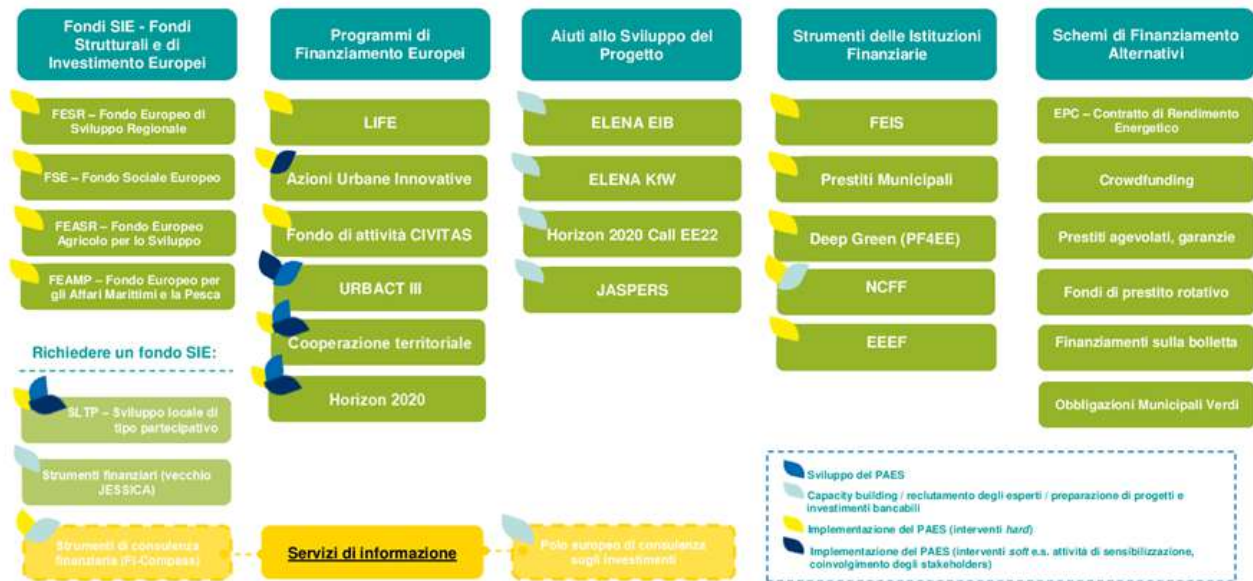 Fondi SIE - Fondi
Strutturali e di
Investimento Europei
FESR – Fondo Europeo di
Sviluppo Regionale
FSE – Fondo Sociale Europeo
FEASR – Fondo Europeo
Agricolo per lo Sviluppo
FEAMP – Fondo Europeo per
gli Affari Marittimi e la Pesca
Richiedere un fondo SIE:
SLTP – Sviluppo locale di
tipo partecipativo
Strumenti finanziari (vecchio
JESSICA)
Strumenti di consulenza
finanziaria (FI-Compass)
Programmi di
Finanziamento Europei
LIFE
Azioni Urbane Innovative
Fondo di attività CIVITAS
URBACT III
Cooperazione territoriale
Horizon 2020
Servizi di informazione
Aiuti allo Sviluppo del
Progetto
ELENA EIB
ELENA KfW
Horizon 2020 Call EE22
JASPERS
Polo europeo di consulenza
sugli investimenti
Strumenti delle Istituzioni
Finanziarie
FEIS
Prestiti Municipali
Deep Green (PF4EE)
NCFF
EEEF
Schemi di Finanziamento
Alternativi
EPC – Contratto di Rendimento
Energetico
Crowdfunding
Prestiti agevolati, garanzie
Fondi di prestito rotativo
Finanziamenti sulla bolletta
Obbligazioni Municipali Verdi
Sviluppo del PAES
Capacity building / reclutamento degli esperti / preparazione di progetti e
investimenti bancabili
Implementazione del PAES (interventi hard)
Implementazione del PAES (interventi soft e.s. attività di sensibilizzazione,
coinvolgimento degli stakeholders)